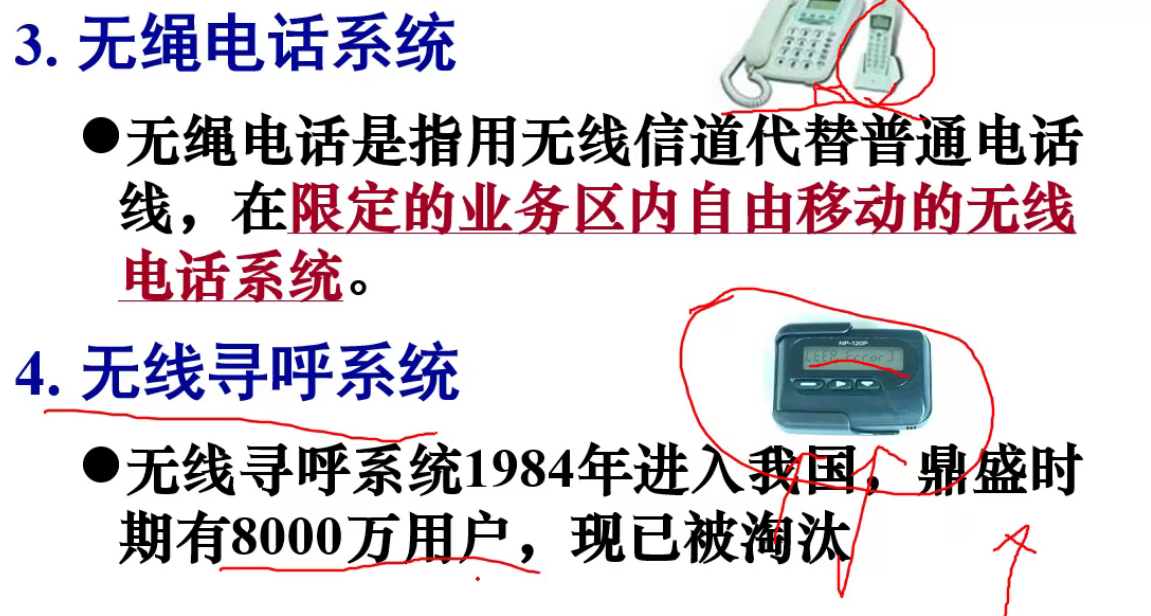 3. 无绳电话系统
●无绳电话是指用无线信道代替普通电话
线，在限定的业务区内自由移动的无线
电话系统。
NP-120P
[EEP Error]
4. 无线寻呼系统
●无线寻呼系统1984年进入我国，鼎盛时
期有8000万用户，现已被淘汰